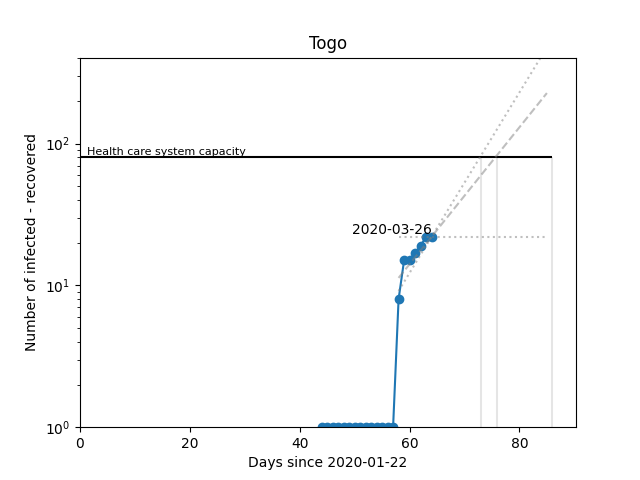 Togo
Number of infected - recovered
10²
10¹
10⁰
Health care system capacity
2020-03-26
0 20 40 60 80
Days since 2020-01-22